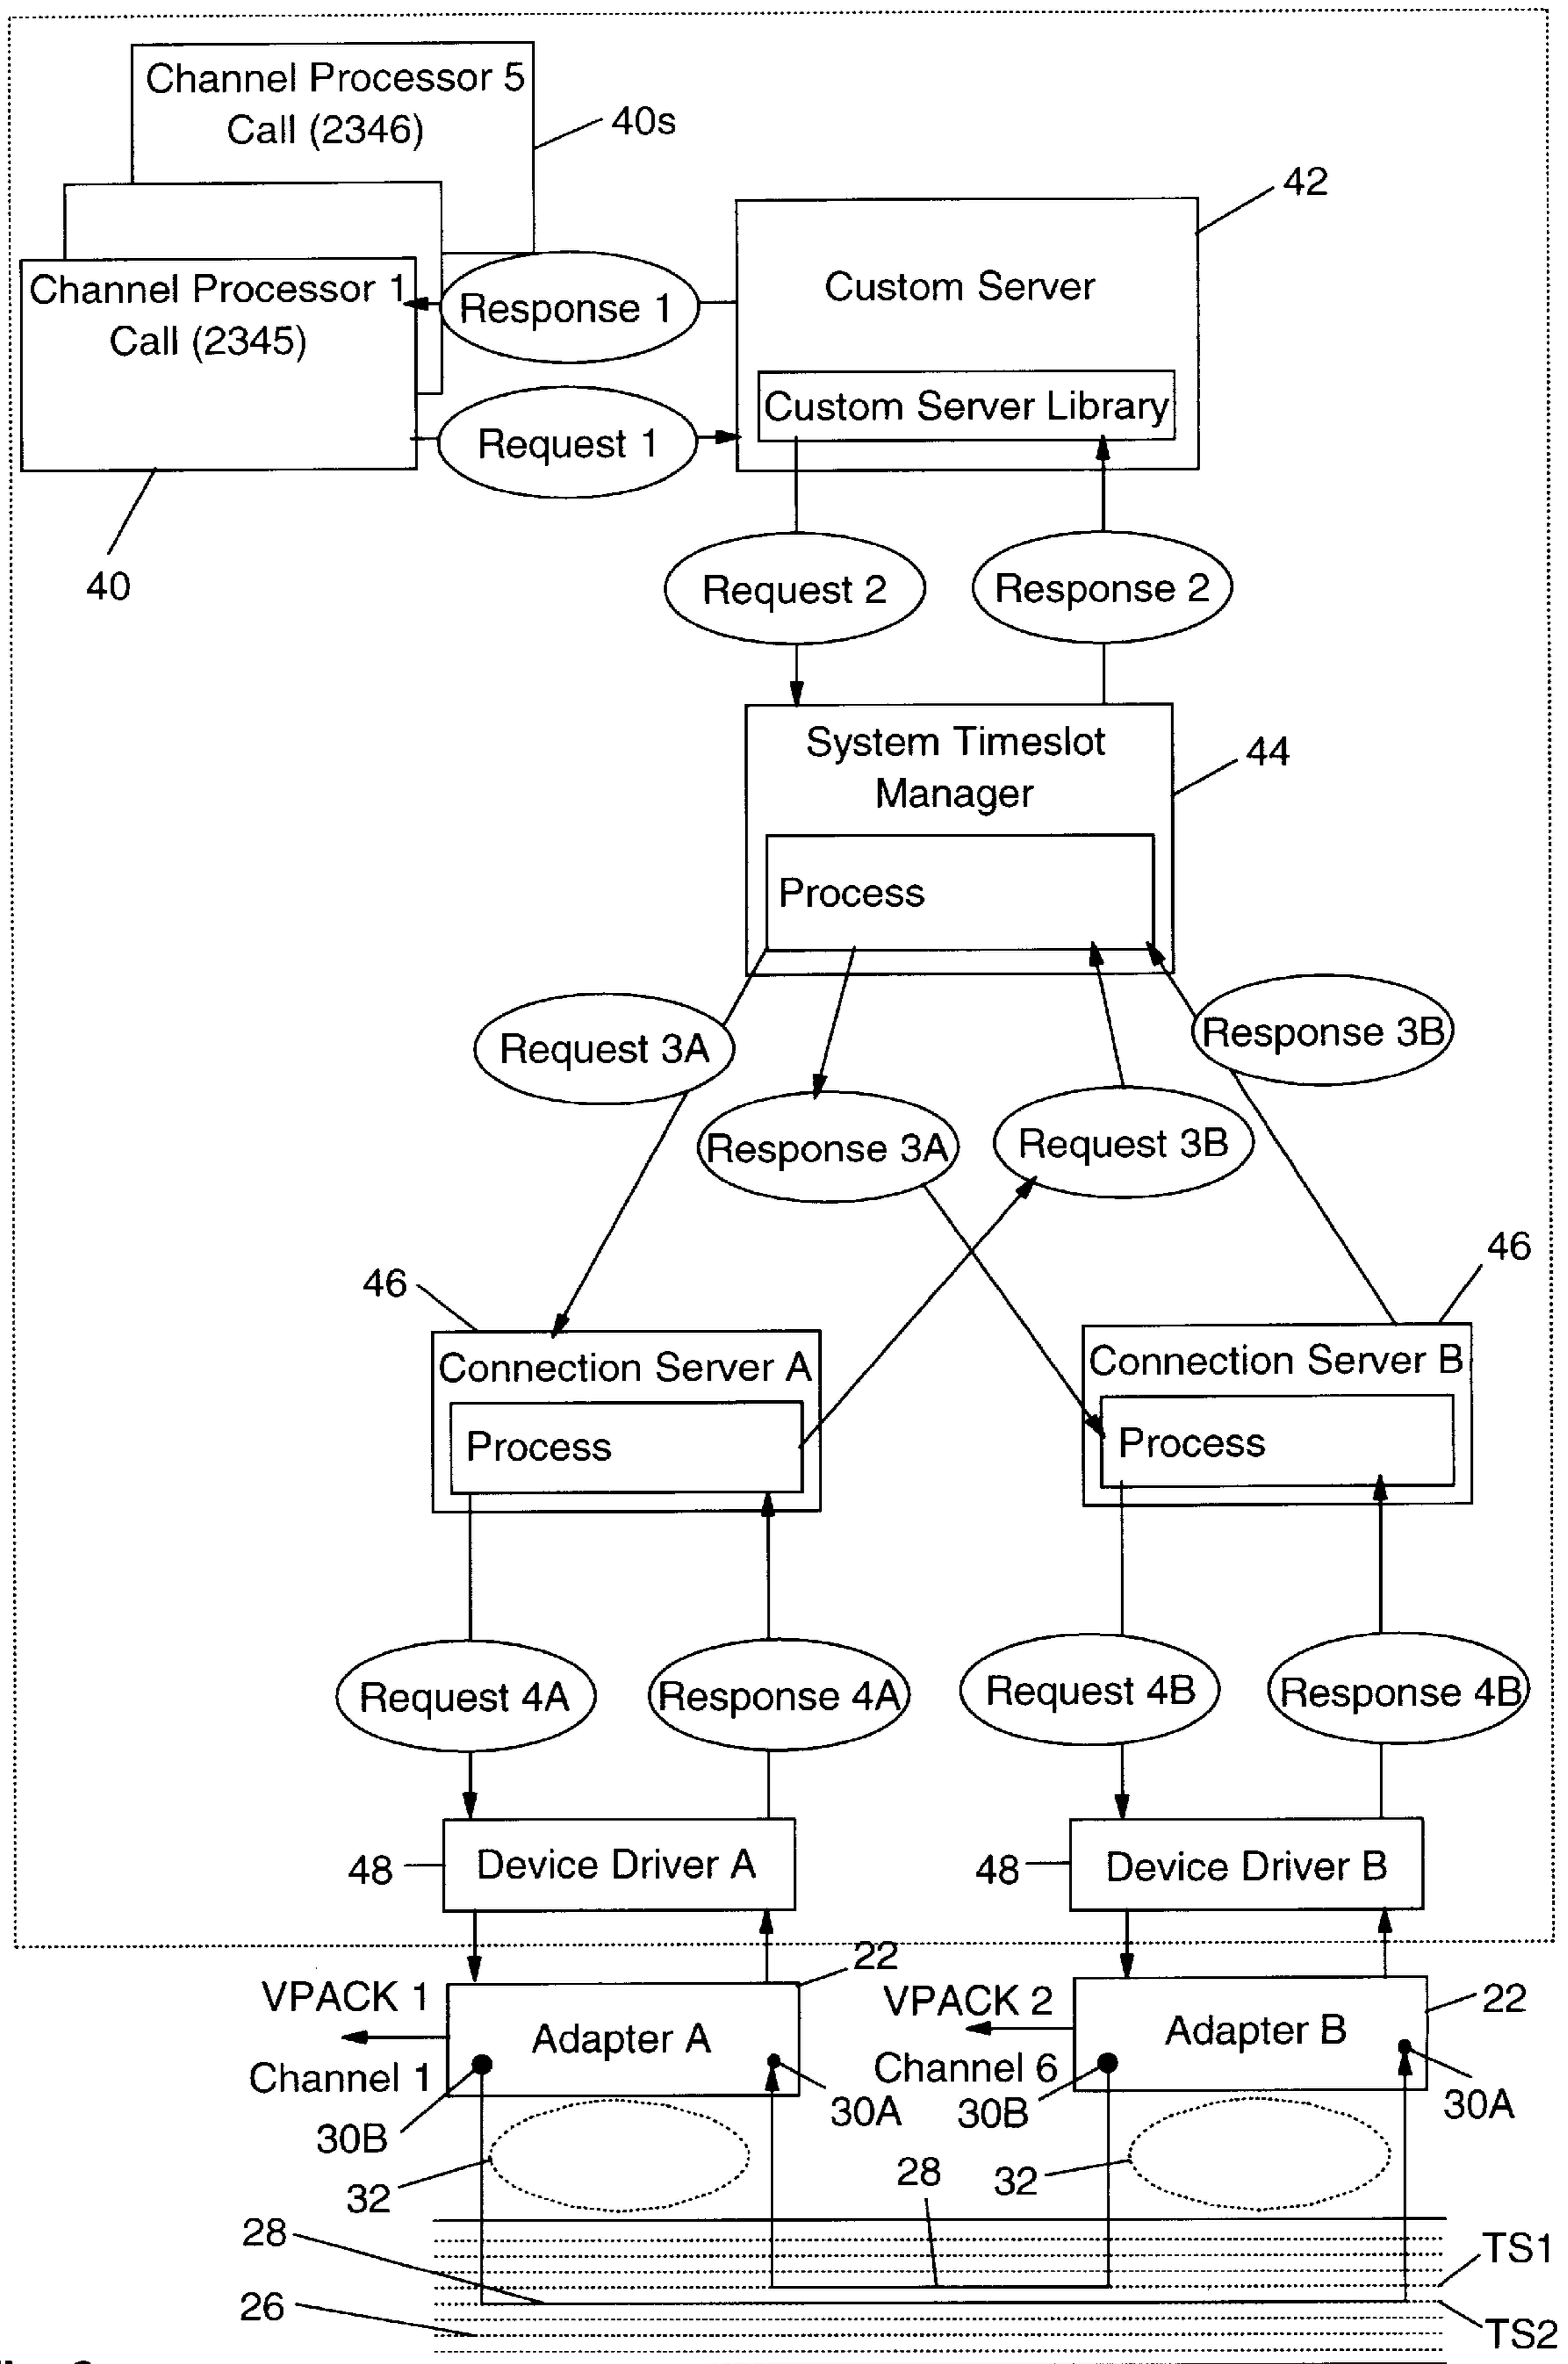 Channel Processor 5
Call (2346)
40s
42
Channel Processor 1
Call (2345)
Response 1
Custom Server
Custom Server Library
Request 1
40
Request 2
Response 2
System Timeslot
Manager
44
Process
Request 3A
Response 3B
Response 3A
Request 3B
46
46
Connection Server A
Connection Server B
Process
Process
Request 4A
Response 4A
Request 4B
Response 4B
48
Device Driver A
48
Device Driver B
22
VPACK 1
VPACK 2
22
Adapter A
Adapter B
Channel 1
Channel 6
30A
30B
30A
30B
32
28
32
28
TS1
26
TS2